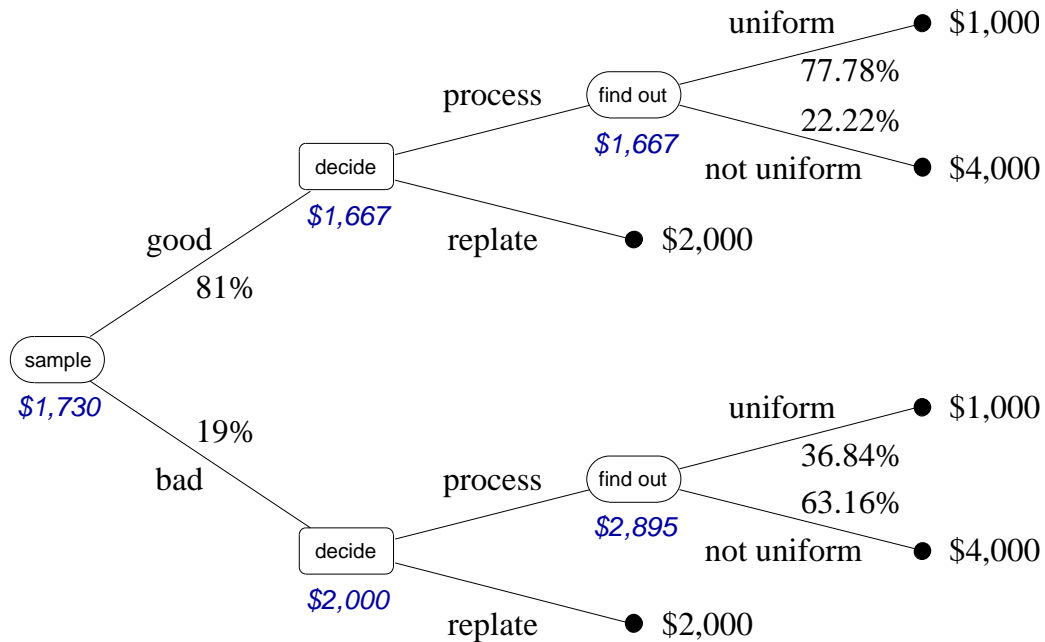 uniform
$1,000
77.78%
process
find out
22.22%
$1,667
decide
not uniform
$4,000
$1,667
good
replate
$2,000
81%
sample
$1,730
19%
uniform
$1,000
bad
36.84%
process
find out
63.16%
$2,895
decide
not uniform
$4,000
$2,000
replate
$2,000